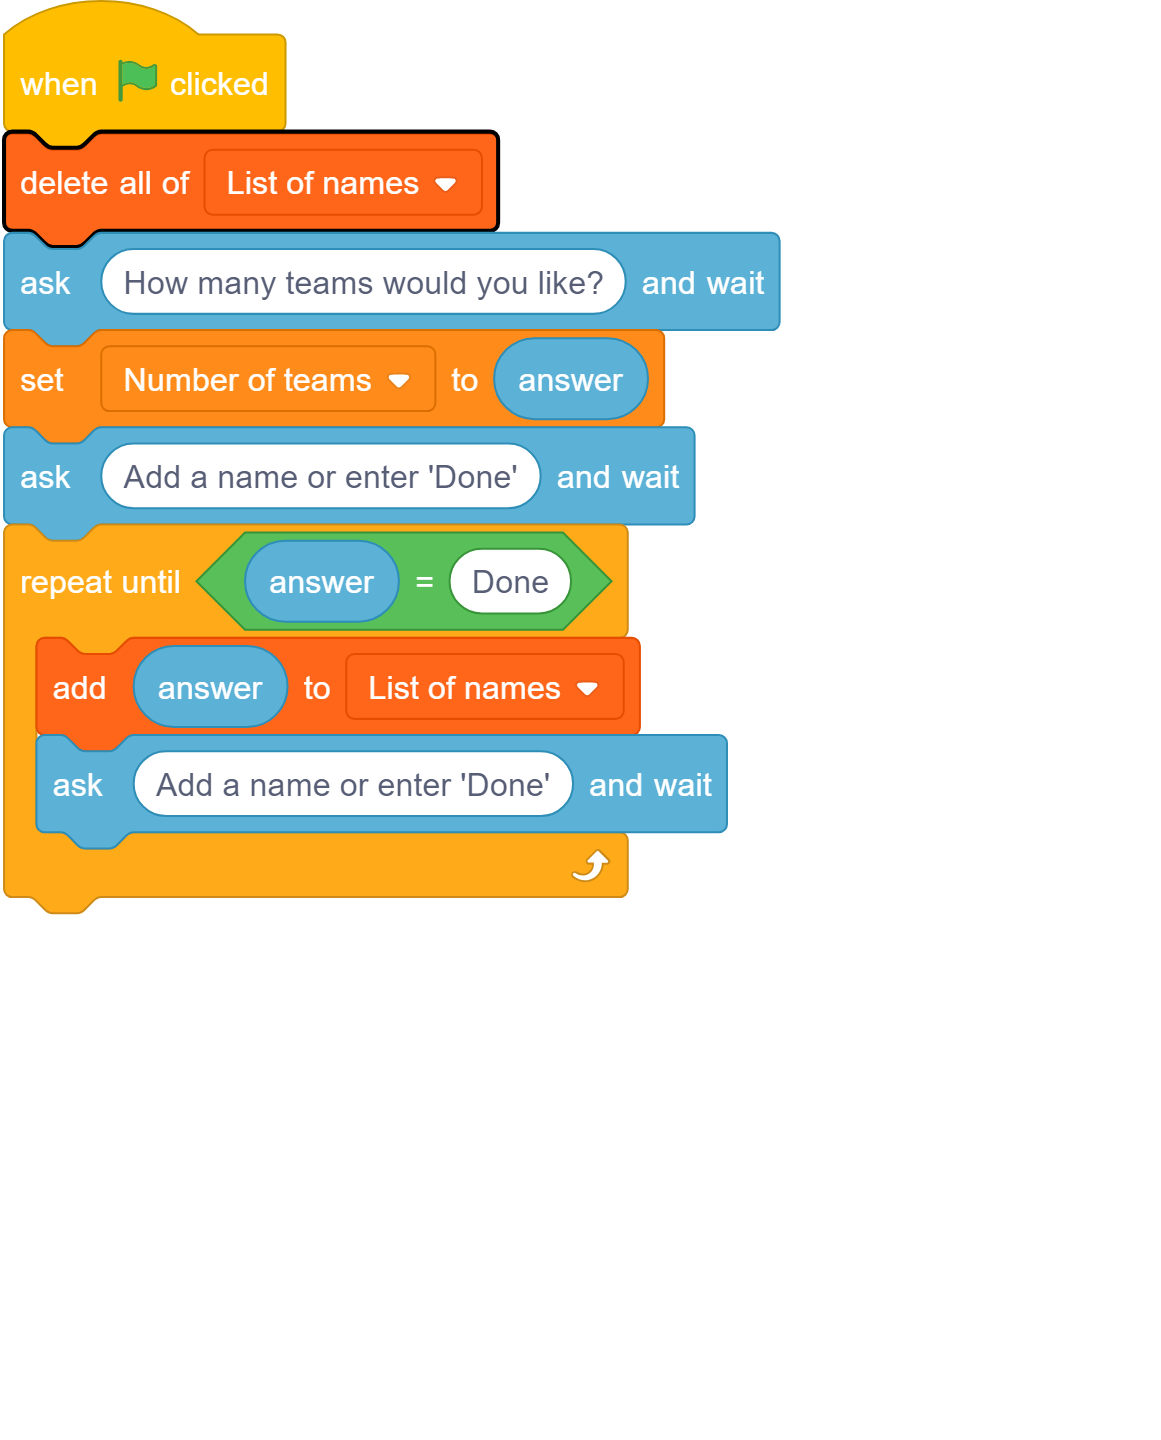 when clicked
delete all of List of names
ask How many teams would you like? and wait
set Number of teams to answer
ask Add a name or enter 'Done' and wait
repeat until answer = Done
add answer to List of names
ask Add a name or enter 'Done' and wait